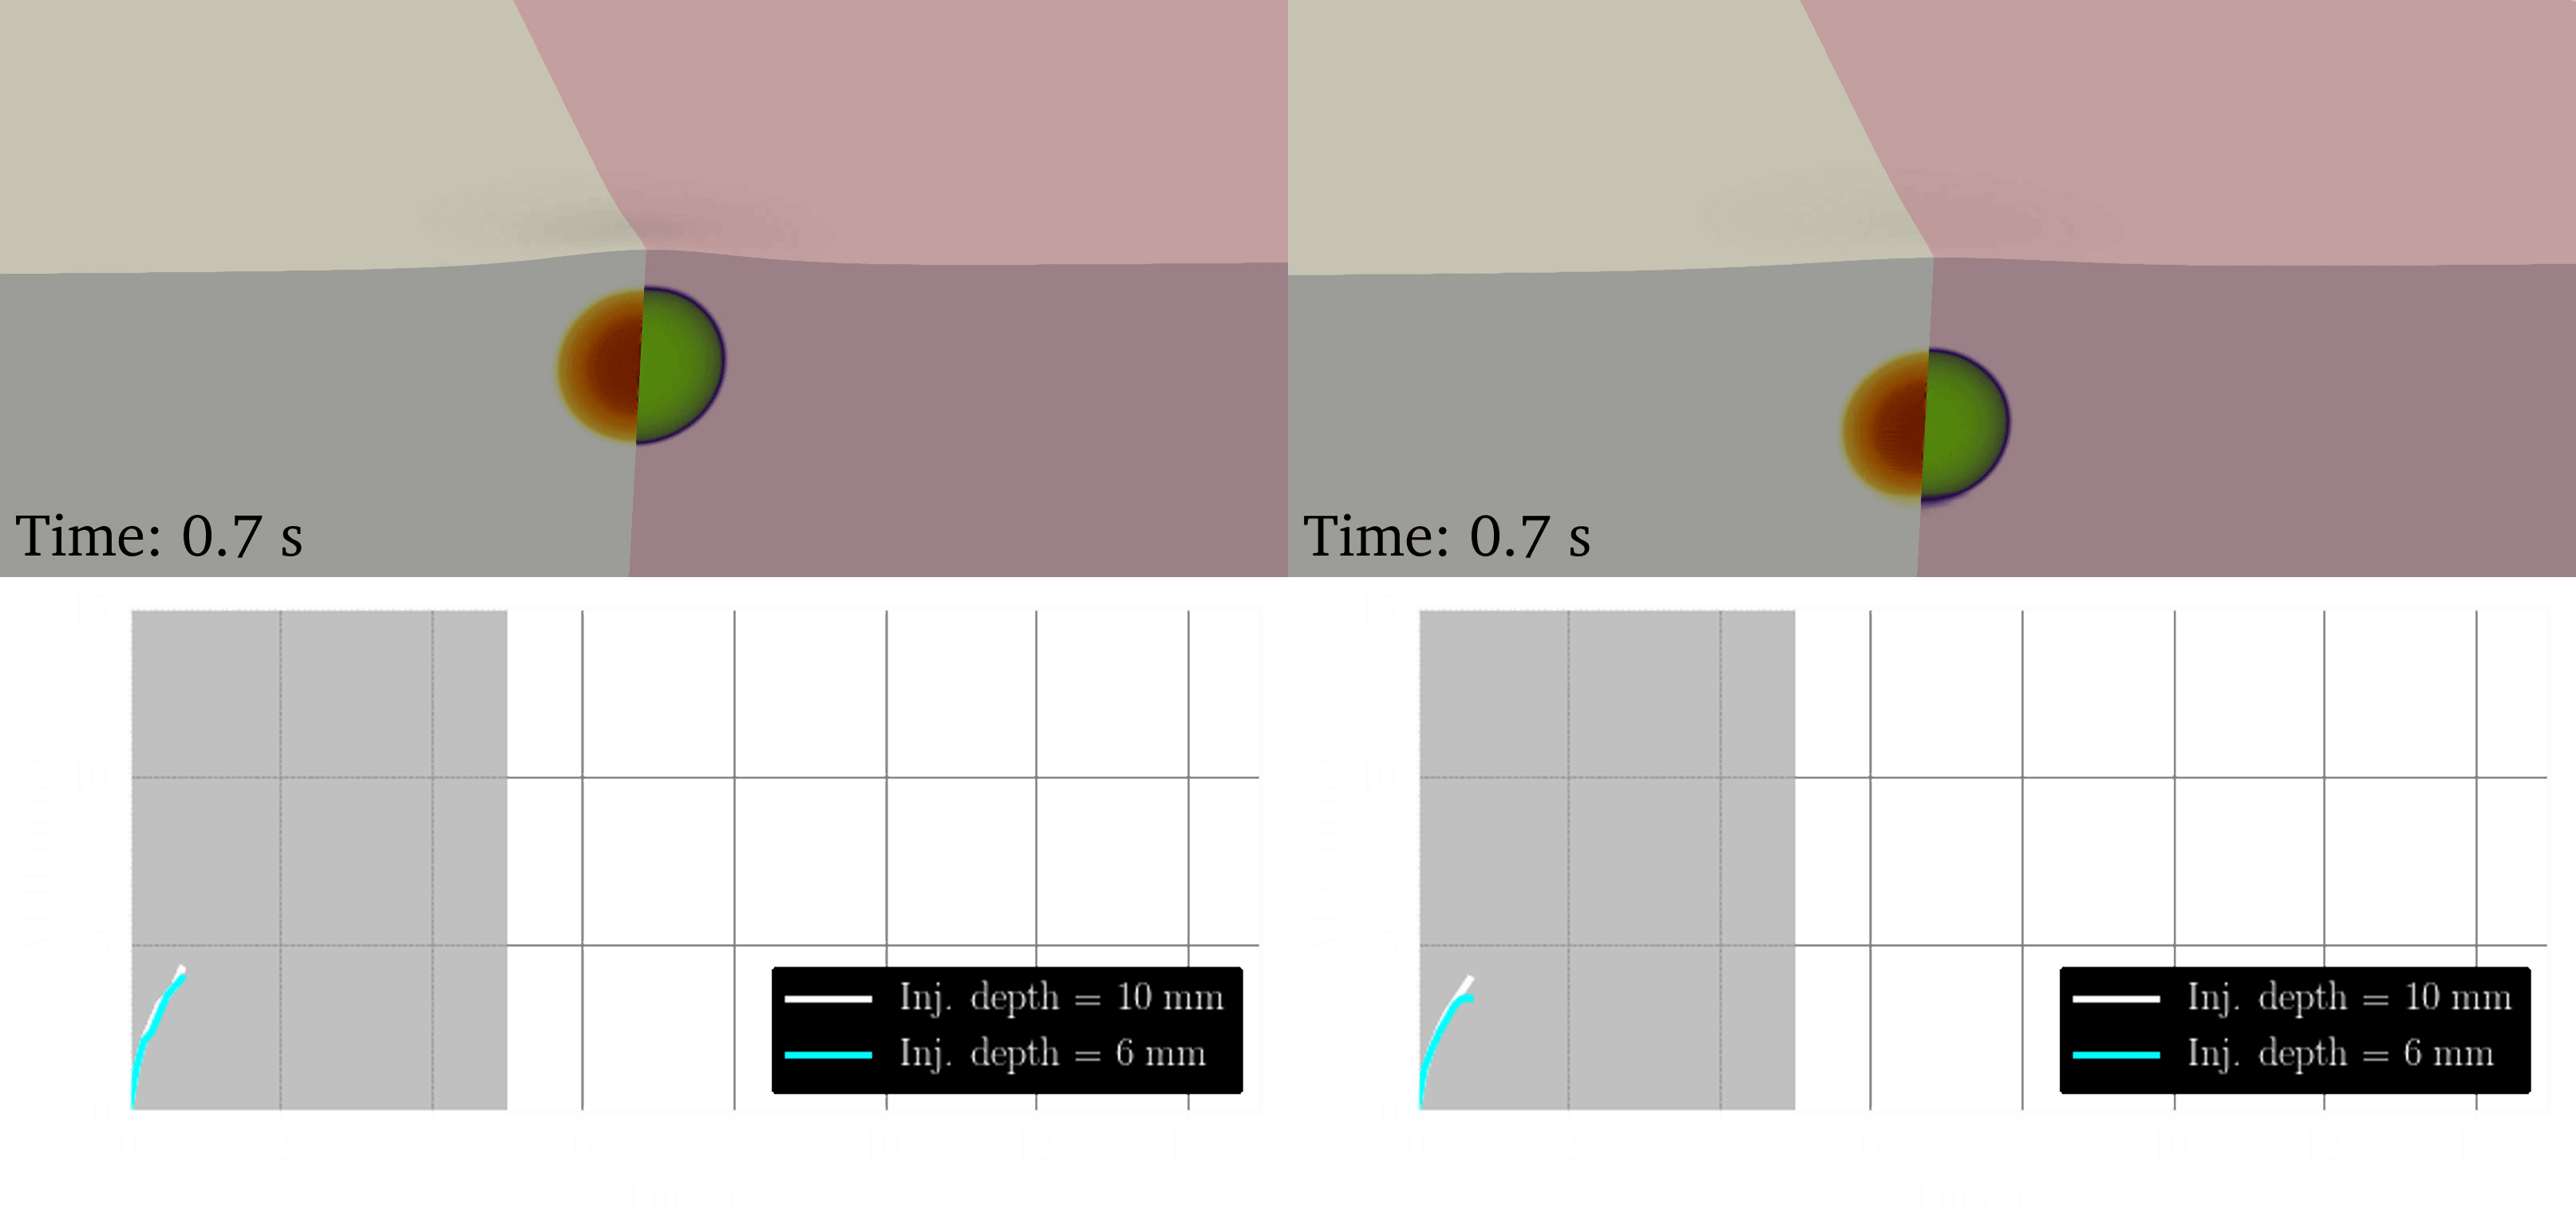 Time: 0.7 s
Time: 0.7 s
Inj. depth = 10 mm
Inj. depth = 6 mm
Inj. depth = 10 mm
Inj. depth = 6 mm